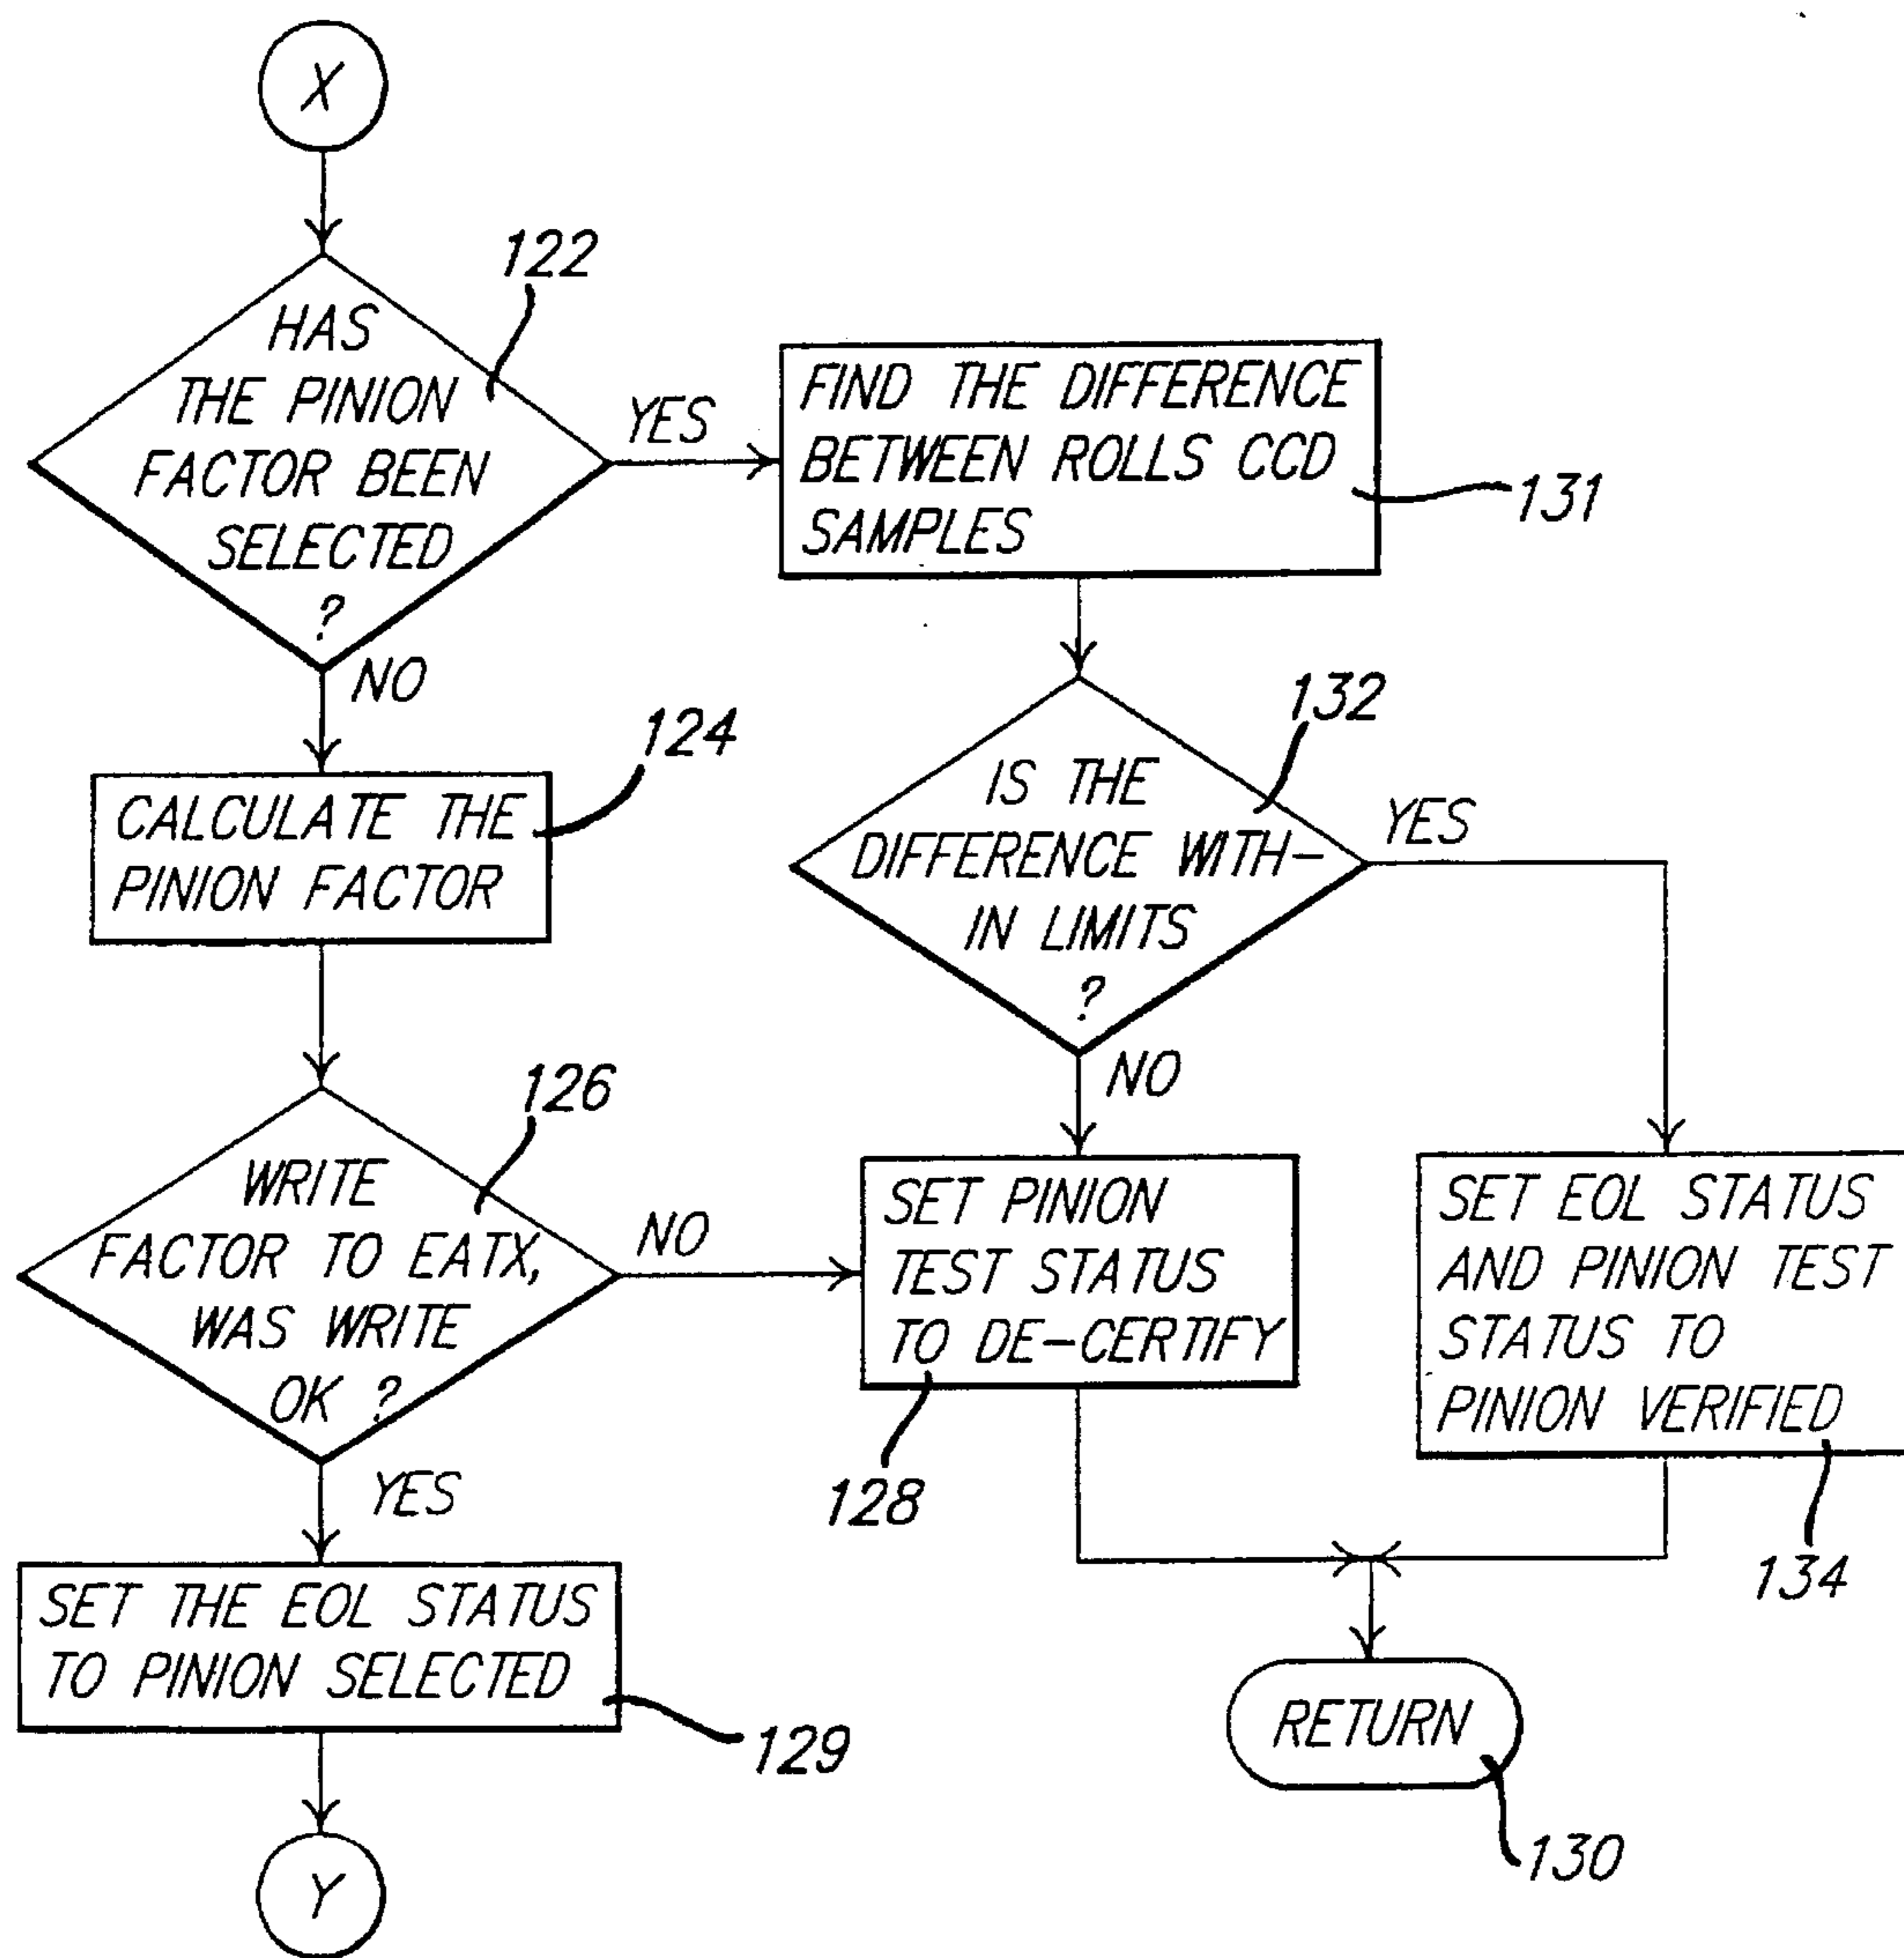 X
122
HAS
THE PINION
FACTOR BEEN
SELECTED
?
YES
NO
FIND THE DIFFERENCE
BETWEEN ROLLS CCD
SAMPLES
131
124
CALCULATE THE
PINION FACTOR
132
IS THE
DIFFERENCE WITH-
IN LIMITS
?
YES
NO
126
WRITE
FACTOR TO EATX,
WAS WRITE
OK ?
NO
YES
SET PINION
TEST STATUS
TO DE-CERTIFY
128
SET EOL STATUS
AND PINION TEST
STATUS TO
PINION VERIFIED
134
SET THE EOL STATUS
TO PINION SELECTED
129
RETURN
130
Y